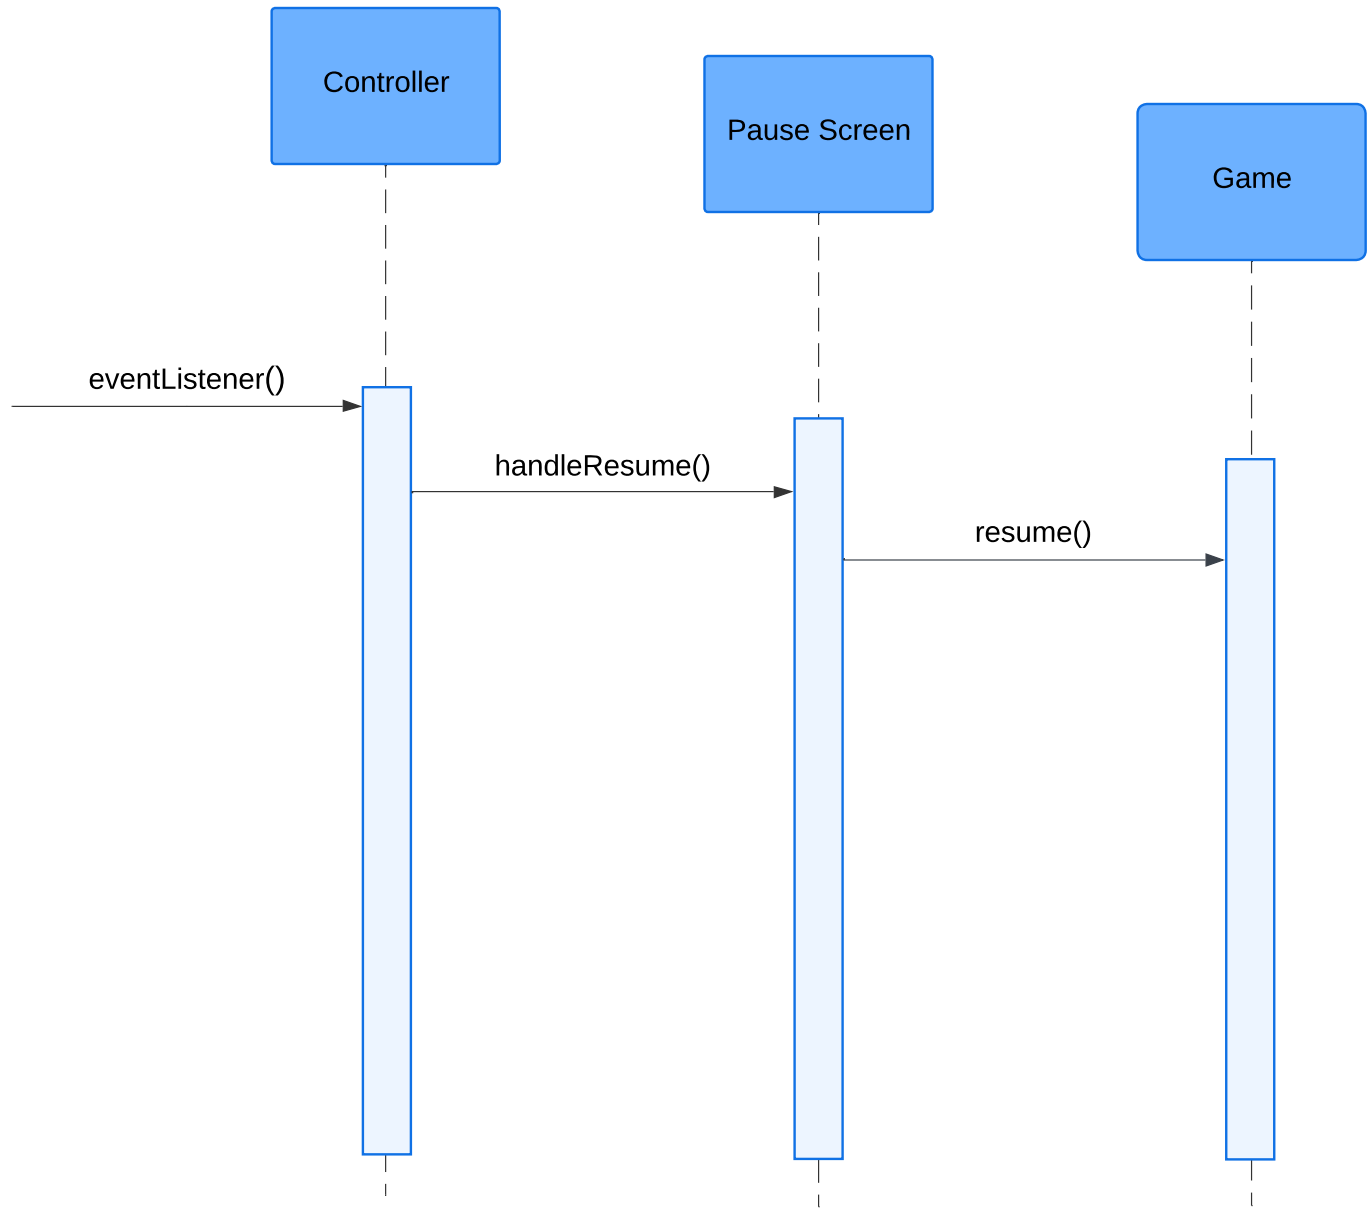 Controller
Pause Screen
Game
eventListener()
handleResume()
resume()